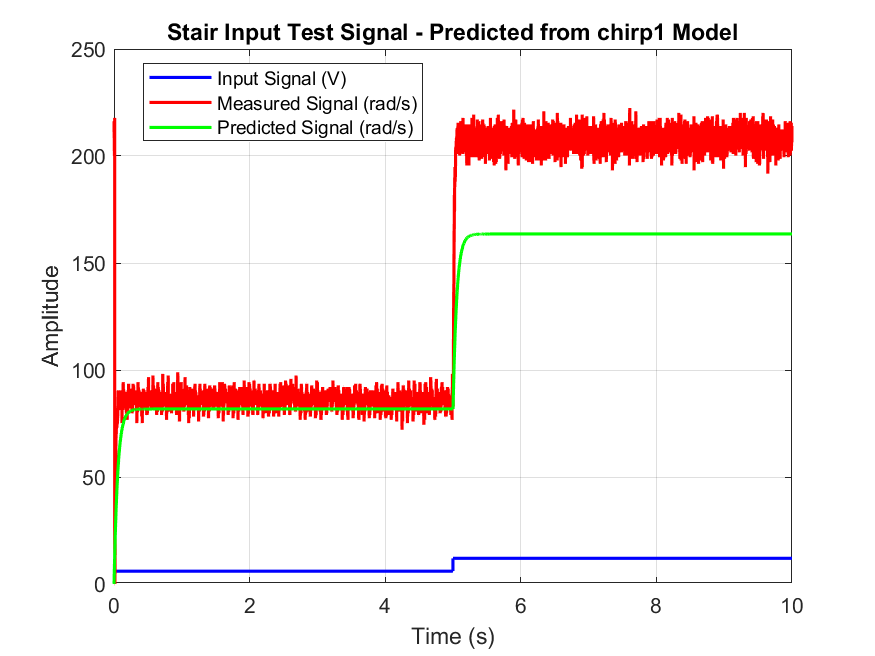 Stair Input Test Signal - Predicted from chirp1 Model
250
200
150
100
50
0
Amplitude
Input Signal (V)
Measured Signal (rad/s)
Predicted Signal (rad/s)
0 2 4 6 8 10
Time (s)